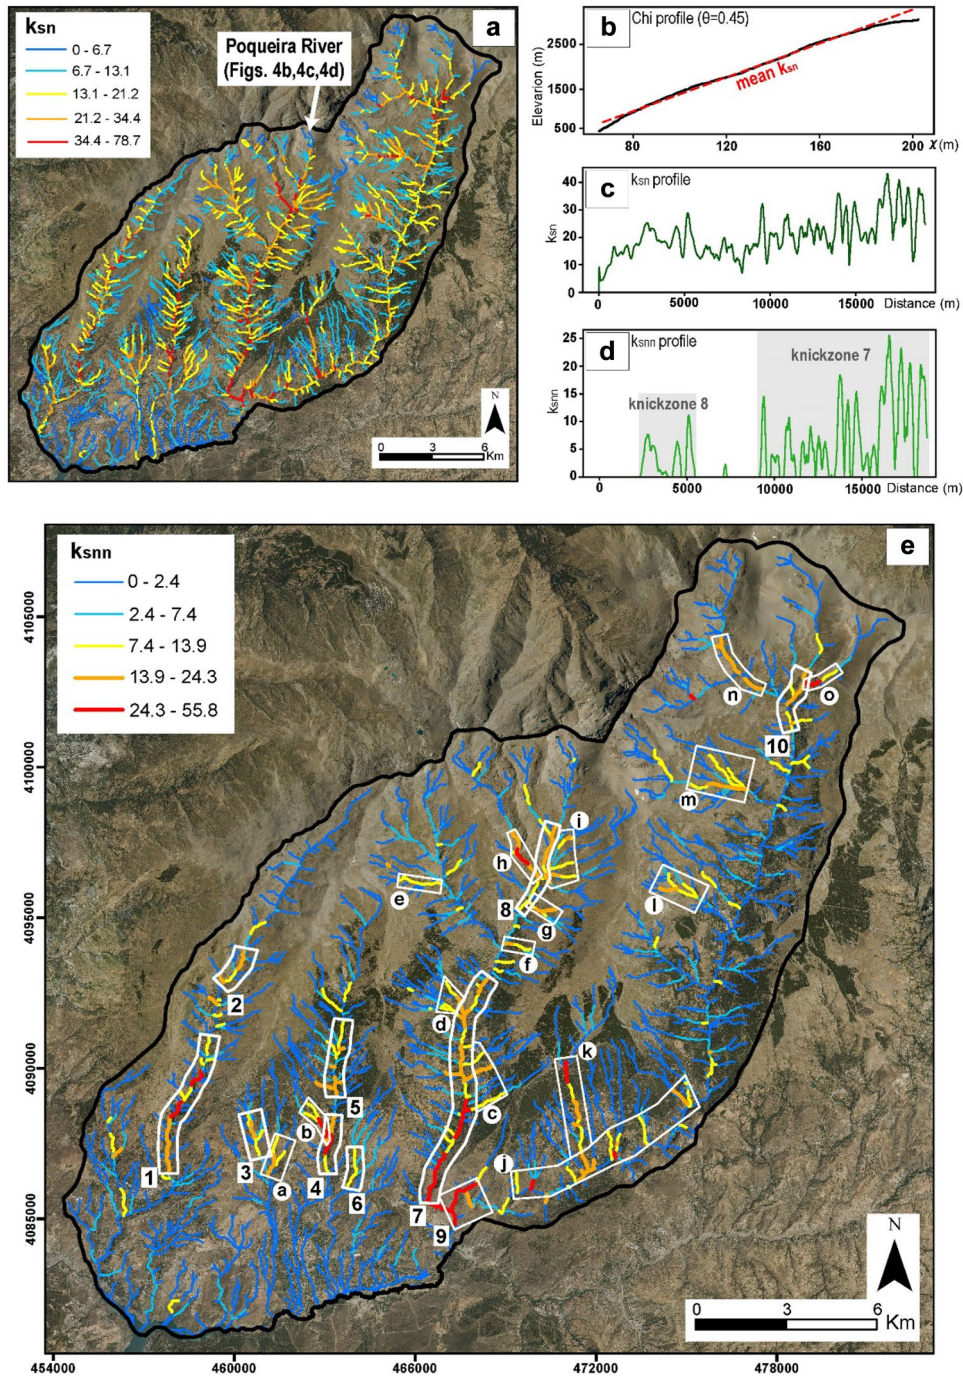 ksn
0 - 6.7
6.7 - 13.1
13.1 - 21.2
21.2 - 34.4
34.4 - 78.7
a
Poqueira River
(Figs. 4b,4c,4d)
N
0 3 6
Km
b
Chi profile (θ=0.45)
Elevarion (m)
2500
1500
500
mean ksn
80 120 160 200 χ (m)
c
ksn profile
ksn
40
30
20
10
0
0 5000 10000 15000 Distance (m)
d
ksnn profile
ksnn
25
20
15
10
5
0
knickzone 7
knickzone 8
0 5000 10000 15000 Distance (m)
e
ksnn
0 - 2.4
2.4 - 7.4
7.4 - 13.9
13.9 - 24.3
24.3 - 55.8
4105000
4100000
4095000
4090000
4085000
n
o
10
m
i
h
e
l
8
g
f
2
d
k
5
c
b
j
1
3
a
4
6
7
9
N
0 3 6
Km
454000 460000 466000 472000 478000